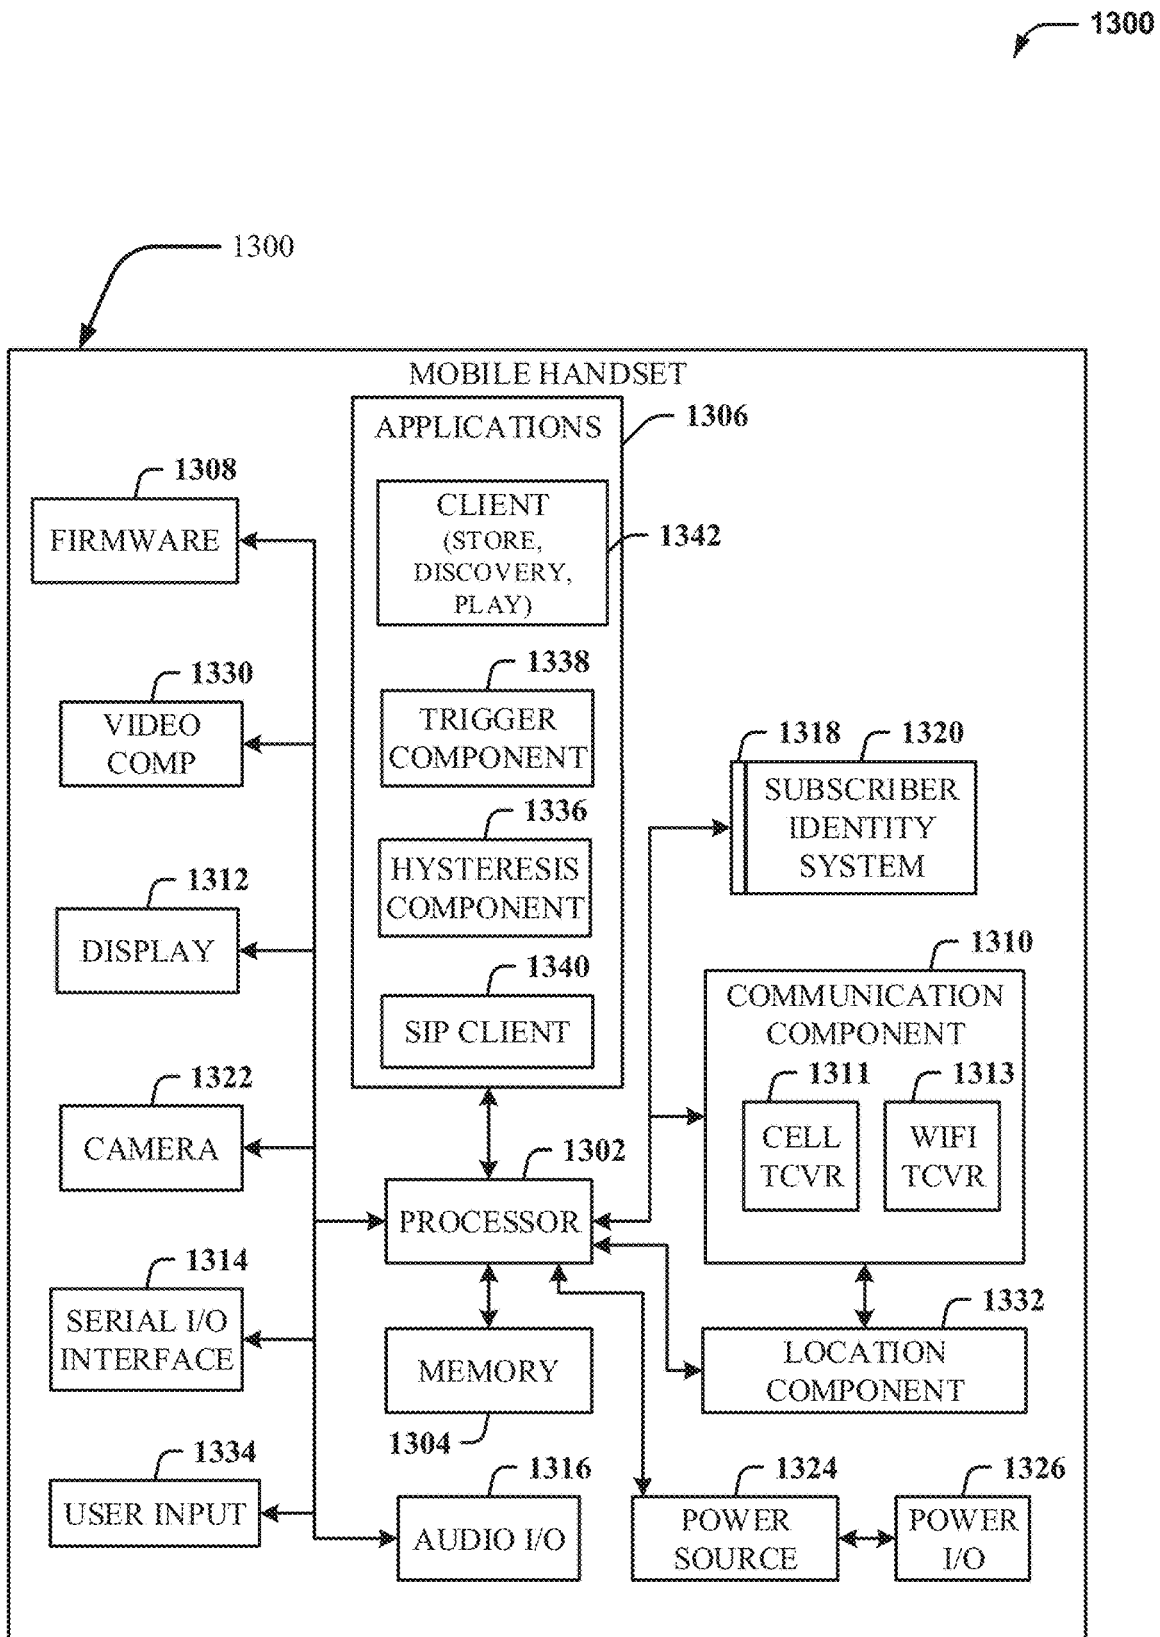 1300
1300
MOBILE HANDSET
APPLICATIONS
1306
CLIENT
(STORE,
DISCOVERY,
PLAY)
1342
1338
TRIGGER
COMPONENT
1336
HYSTERESIS
COMPONENT
1340
SIP CLIENT
1308
FIRMWARE
1330
VIDEO
COMP
1312
DISPLAY
1322
CAMERA
1314
SERIAL I/O
INTERFACE
1334
USER INPUT
1302
PROCESSOR
MEMORY
1304
1316
AUDIO I/O
1318
1320
SUBSCRIBER
IDENTITY
SYSTEM
1310
COMMUNICATION
COMPONENT
1311
CELL
TCVR
1313
WIFI
TCVR
1332
LOCATION
COMPONENT
1324
POWER
SOURCE
1326
POWER
I/O